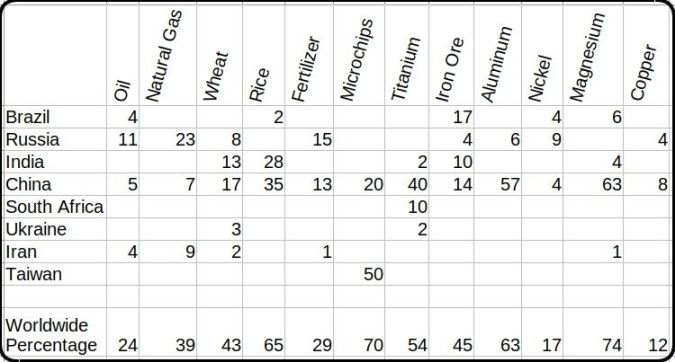 Oil Natural Gas Wheat Rice Fertilizer Microchips Titanium Iron Ore Aluminum Nickel Magnesium Copper
Brazil 4 2 17 4 6
Russia 11 23 8 15 4 6 9 4
India 13 28 2 10 4
China 5 7 17 35 13 20 40 14 57 4 63 8
South Africa 10
Ukraine 3 2
Iran 4 9 2 1 1
Taiwan 50
Worldwide
Percentage 24 39 43 65 29 70 54 45 63 17 74 12